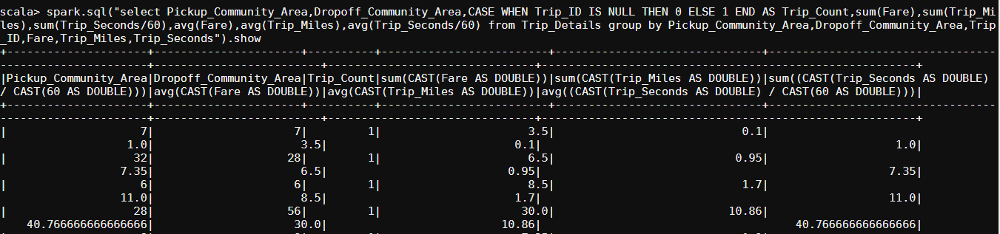 scala> spark.sql("select Pickup_Community_Area,Dropoff_Community_Area,CASE WHEN Trip_ID IS NULL THEN 0 ELSE 1 END AS Trip_Count,sum(Fare),sum(Trip_Mi
les),sum(Trip_Seconds/60),avg(Fare),avg(Trip_Miles),avg(Trip_Seconds/60) from Trip_Details group by Pickup_Community_Area,Dropoff_Community_Area,Trip
_ID,Fare,Trip_Miles,Trip_Seconds").show
+---------------------+----------------------+----------+-------------------------+-------------------------------+---------------------------------
---------------------+-------------------------+-------------------------------+------------------------------------------------------+
|Pickup_Community_Area|Dropoff_Community_Area|Trip_Count|sum(CAST(Fare AS DOUBLE))|sum(CAST(Trip_Miles AS DOUBLE))|sum((CAST(Trip_Seconds AS DOUBLE)
/ CAST(60 AS DOUBLE)))|avg(CAST(Fare AS DOUBLE))|avg(CAST(Trip_Miles AS DOUBLE))|avg((CAST(Trip_Seconds AS DOUBLE) / CAST(60 AS DOUBLE)))|
+---------------------+----------------------+----------+-------------------------+-------------------------------+---------------------------------
---------------------+-------------------------+-------------------------------+------------------------------------------------------+
| 7| 7| 1| 3.5| 0.1|
1.0| 3.5| 0.1| 1.0|
| 32| 28| 1| 6.5| 0.95|
7.35| 6.5| 0.95| 7.35|
| 6| 6| 1| 8.5| 1.7|
11.0| 8.5| 1.7| 11.0|
| 28| 56| 1| 30.0| 10.86|
40.766666666666666| 30.0| 10.86| 40.766666666666666|